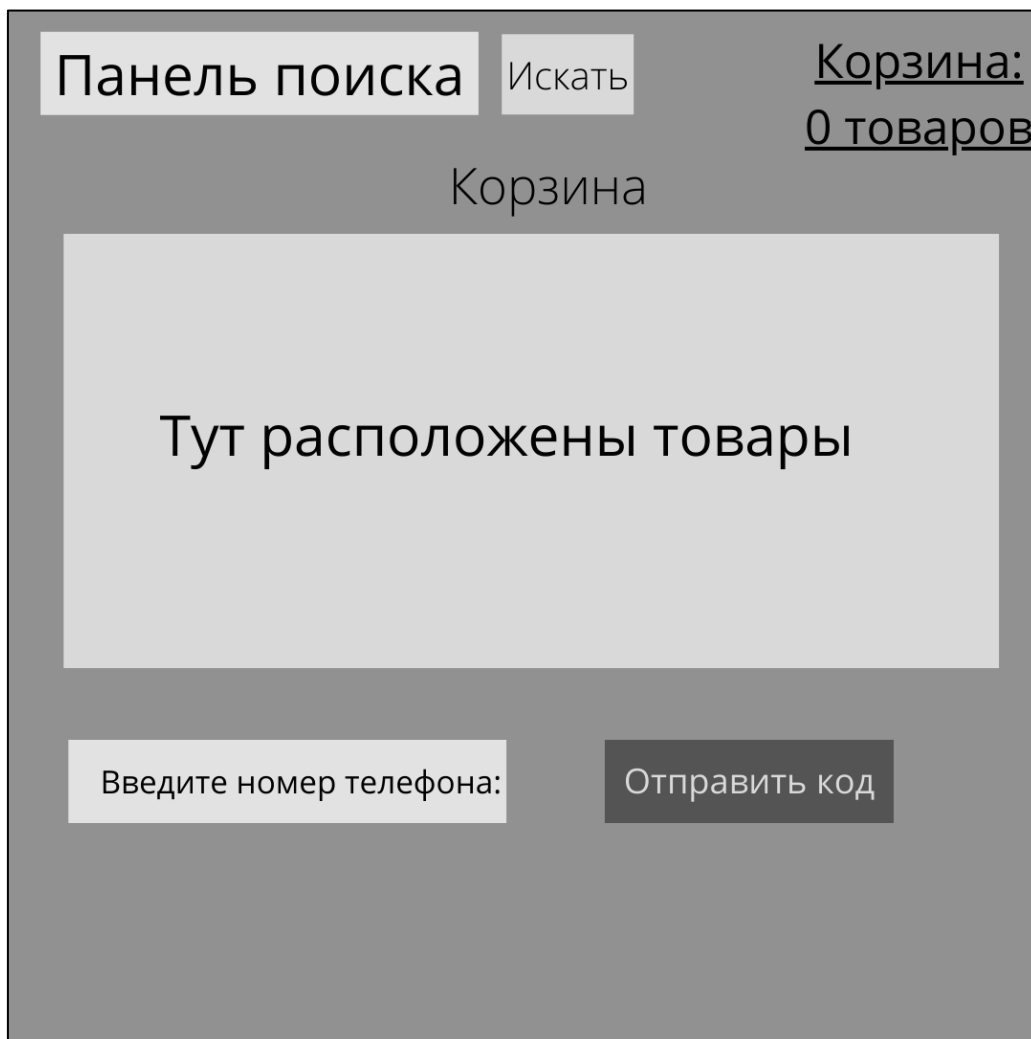 Панель поиска
Искать
Корзина:
0 товаров
Корзина
Тут расположены товары
Введите номер телефона:
Отправить код